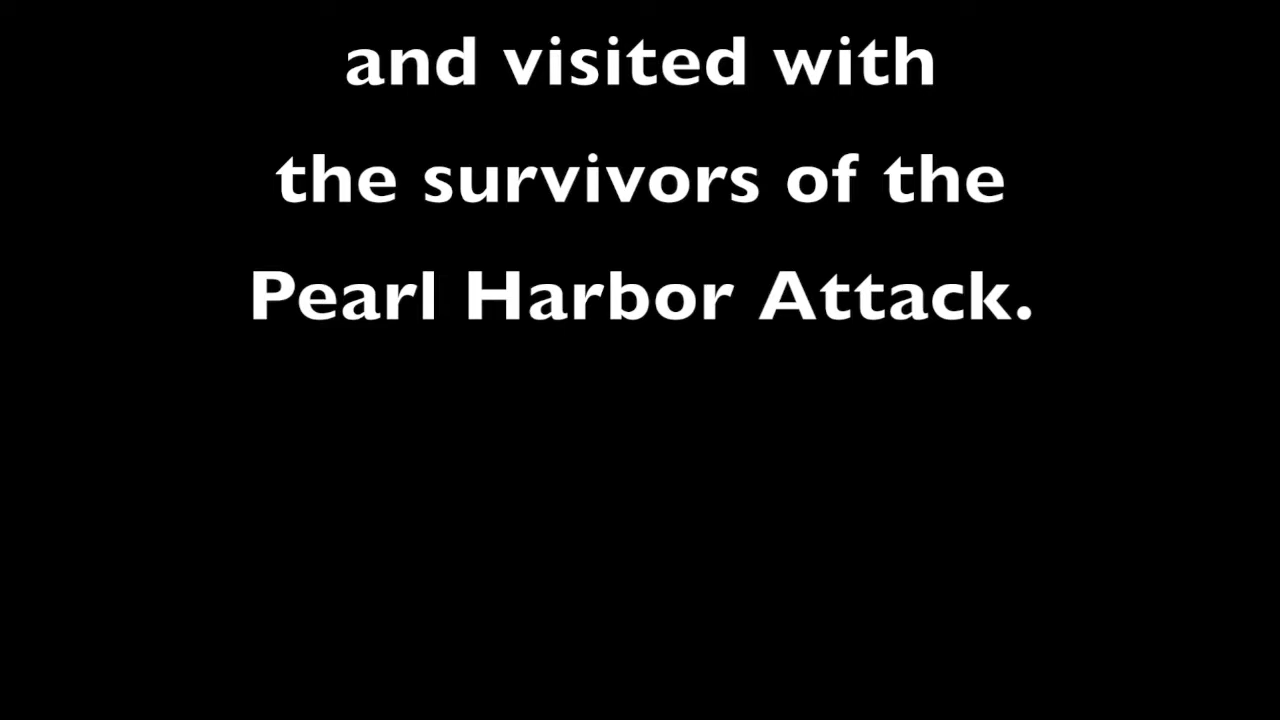 and visited with
the survivors of the
Pearl Harbor Attack.